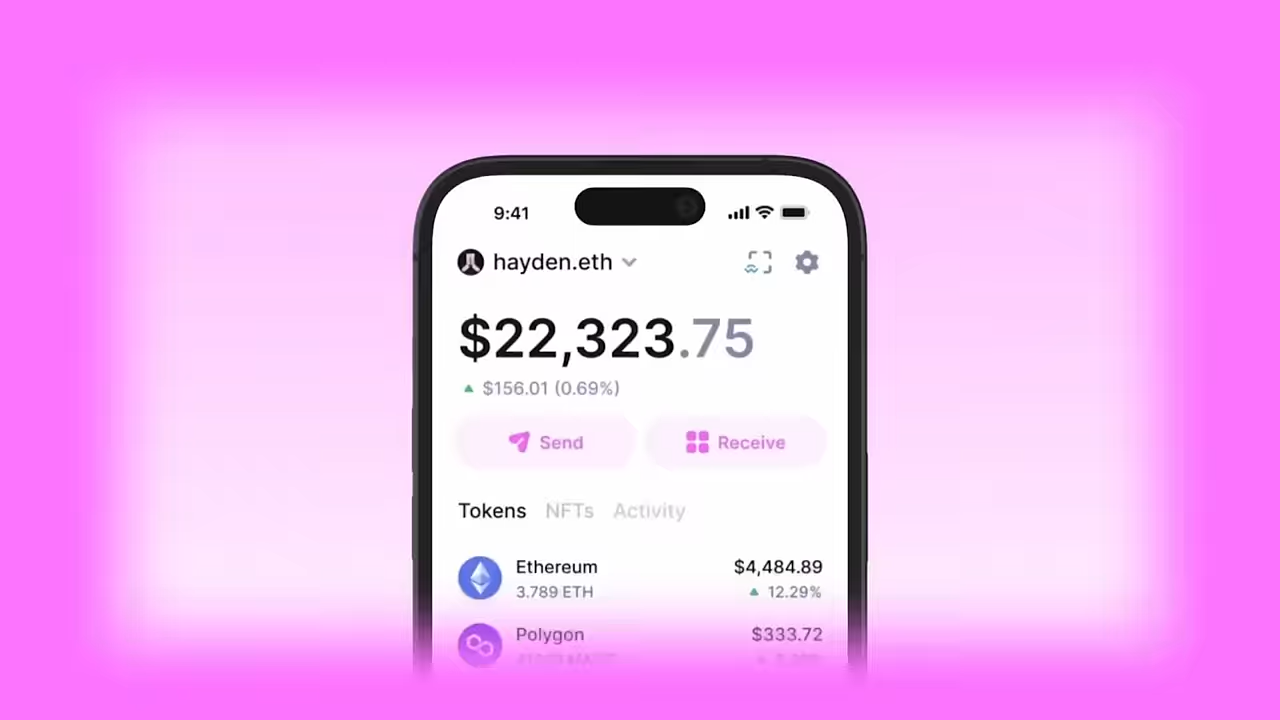 9:41
hayden.eth
$22,323.75
$156.01 (0.69%)
Send Receive
Tokens NFTs Activity
Ethereum $4,484.89
3.789 ETH 12.29%
Polygon $333.72